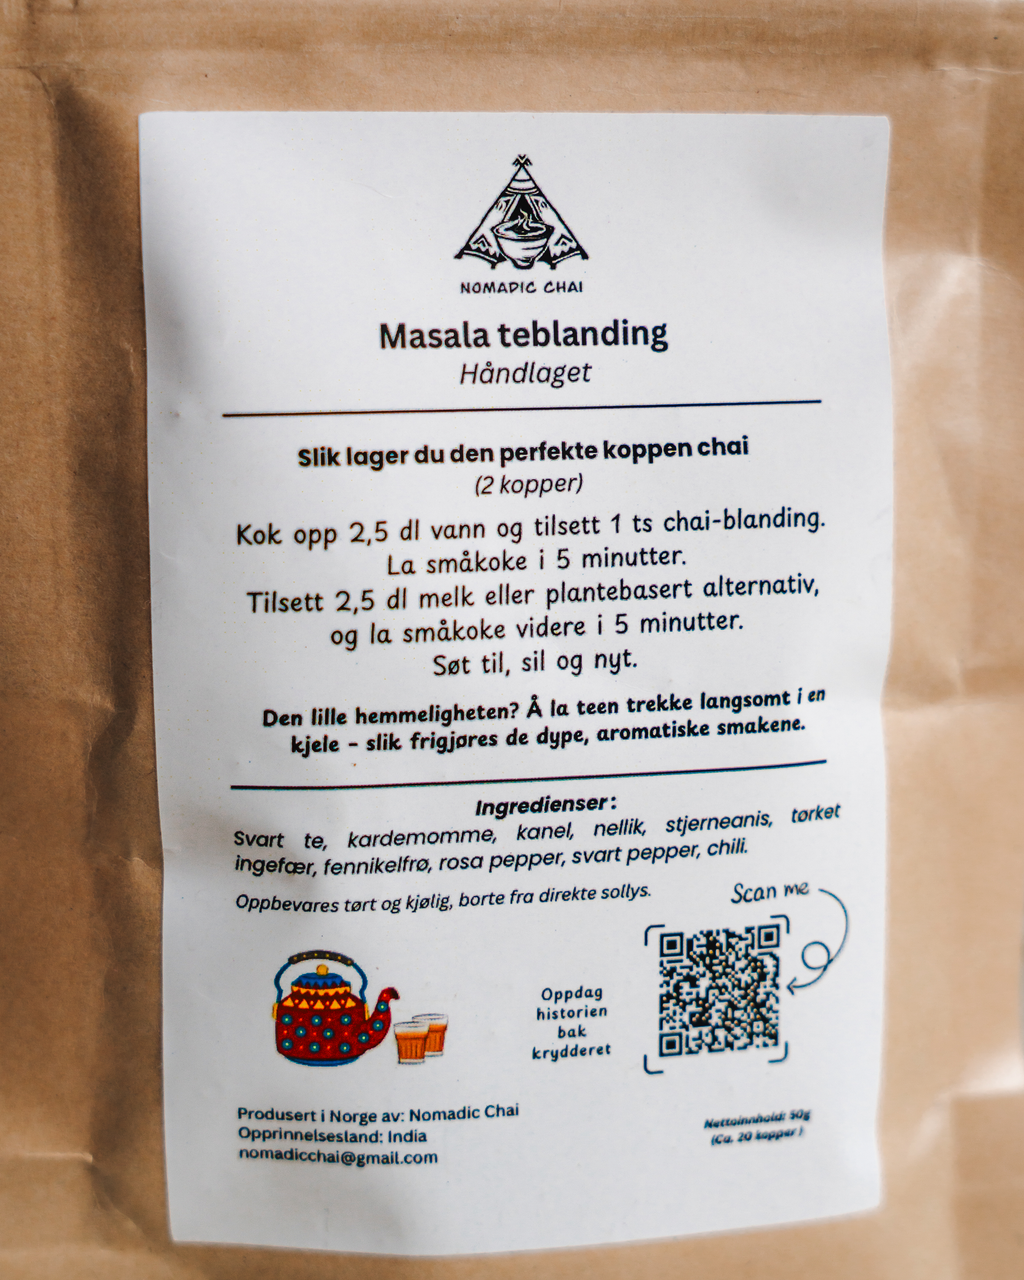 NOMADIC CHAI
Masala teblanding
Håndlaget
Slik lager du den perfekte koppen chai
(2 kopper)
Kok opp 2,5 dl vann og tilsett 1 ts chai-blanding.
La småkoke i 5 minutter.
Tilsett 2,5 dl melk eller plantebasert alternativ,
og la småkoke videre i 5 minutter.
Søt til, sil og nyt.
Den lille hemmeligheten? Å la teen trekke langsomt i en
kjele – slik frigjøres de dype, aromatiske smakene.
Ingredienser:
Svart te, kardemomme, kanel, nellik, stjerneanis, tørket
ingefær, fennikelfrø, rosa pepper, svart pepper, chili.
Oppbevares tørt og kjølig, borte fra direkte sollys.
Scan me
Oppdag
historien
bak
krydderet
Produsert i Norge av: Nomadic Chai
Opprinnelsesland: India
nomadicchai@gmail.com
Nettoinnhold: 50g
(Ca. 20 kopper)